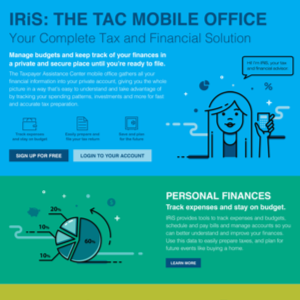 IRiS: THE TAC MOBILE OFFICE
Your Complete Tax and Financial Solution
Manage budgets and keep track of your finances in
a private and secure place until you're ready to file.
The Taxpayer Assistance Center mobile office gathers all your
financial information into your private account, giving you the whole
picture in a way that's easy to understand and take advantage of
by tracking your spending patterns, investments and more for fast
and accurate tax preparation.
Hi I'm IRiS, your tax
and financial solution
Track expenses
and stay on budget
Easily prepare and
file your taxes
Save and plan
for the future
SIGN UP FOR FREE
LOGIN TO YOUR ACCOUNT
PERSONAL FINANCES
Track expenses and stay on budget.
IRiS provides tools to track expenses and budgets,
schedule and pay bills and manage accounts so you
can better understand and improve your finances.
Use this data to easily prepare taxes, and plan for
future events like buying a home.
LEARN MORE
20%
10%
10%
60%